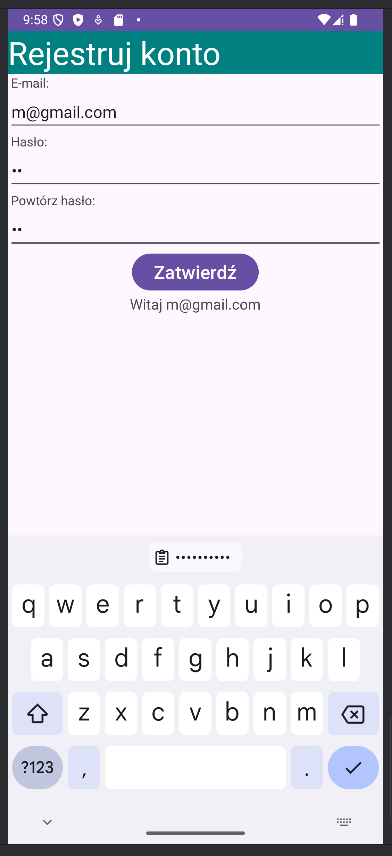 9:58
Rejestruj konto
E-mail:
m@gmail.com
Hasło:
••
Powtórz hasło:
••
Zatwierdź
Witaj m@gmail.com
••••••••••
q w e r t y u i o p
a s d f g h j k l
z x c v b n m
?123 , .